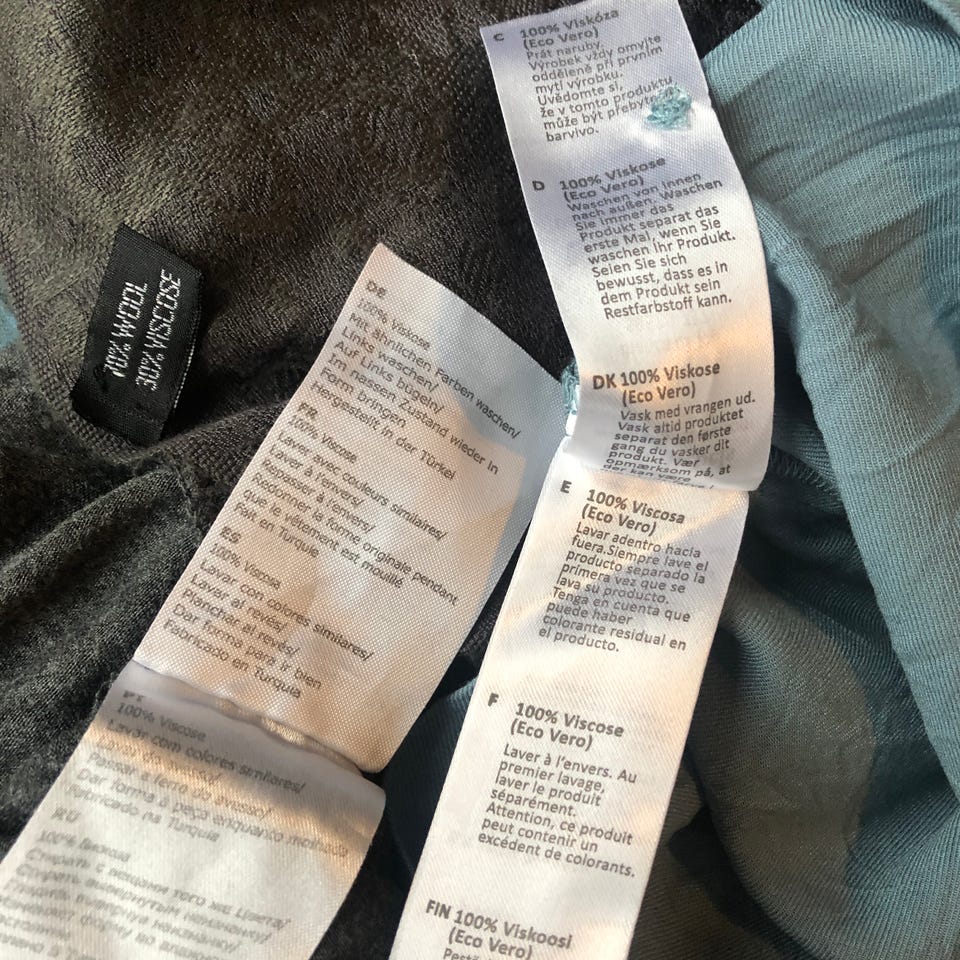 70% WOOL
30% VISCOSE
DE
100% Viskose
Mit ähnlichen Farben waschen/
Links waschen/
Auf Links bügeln/
Im nassen Zustand wieder in
Form bringen
Hergestellt in der Türkei
FR
100% Viscose
Laver avec couleurs similaires/
Laver à l'envers/
Repasser à l'envers/
Redonner la forme originale pendant
que le vêtement est mouillé
Fait en Turquie
ES
100% Viscose
Lavar con colores similares/
Lavar al revés/
Planchar al revés/
Dar forma para ir bien
Fabricado en Turquia
PT
100% Viscose
Lavar com colores similares/
Passar a ferro do avesso/
Dar forma à peça enquanto molhada
Fabricado na Turquia
RU
C 100% Viskóza
(Eco Vero)
Prát naruby.
Výrobek vždy omyjte
odděleně při prvním
mytí výrobku.
Uvědomte si,
že v tomto produktu
může být
barvivo.
D 100% Viskose
(Eco Vero)
Waschen von Innen
nach außen. Waschen
Sie immer das
Produkt separat das
erste Mal, wenn Sie
waschen Ihr Produkt.
Seien Sie sich
bewusst, dass es in
dem Produkt sein
Restfarbstoff kann.
DK 100% Viskose
(Eco Vero)
Vask med vrangen ud.
Vask altid produktet
separat den første
gang du vasker dit
produkt. Vær
opmærksom på, at
der kan være
E 100% Viscosa
(Eco Vero)
Lavar adentro hacia
fuera.Siempre lave el
producto separado la
primera vez que se
lava su producto.
Tenga en cuenta que
puede haber
colorante residual en
el producto.
F 100% Viscose
(Eco Vero)
Laver à l'envers. Au
premier lavage,
laver le produit
séparément.
Attention, ce produit
peut contenir un
excédent de colorants.
FIN 100% Viskoosi
(Eco Vero)